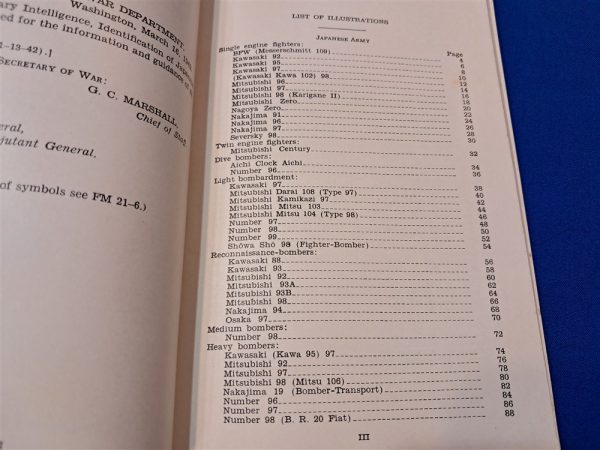 WAR DEPARTMENT,
Washington, March 16,
ary Intelligence, Identification of
ed for the information and guidance of
-13-42).]
SECRETARY OF WAR:
G. C. MARSHALL,
Chief of Staff.
eral,
jutant General.
of symbols see FM 21-6.)
LIST OF ILLUSTRATIONS
JAPANESE ARMY
Single engine fighters: Page
BFW (Messerschmitt 109) 4
Kawasaki 92 6
Kawasaki 95 8
Kawasaki 97 10
(Kawasaki Kawa 102) 98 12
Mitsubishi 96 14
Mitsubishi 97 16
Mitsubishi 98 (Karigane II) 18
Mitsubishi Zero 20
Nagoya Zero 22
Nakajima 91 24
Nakajima 96 26
Nakajima 97 28
Seversky 98 30
Twin engine fighters:
Mitsubishi Century 32
Dive bombers:
Aichi Clock Aichi 34
Number 96 36
Light bombardment:
Kawasaki 97 38
Mitsubishi Darai 108 (Type 97) 40
Mitsubishi Kamikazi 97 42
Mitsubishi Mitsu 103 44
Mitsubishi Mitsu 104 (Type 98) 46
Number 97 48
Number 98 50
Number 99 52
Shōwa Shō 98 (Fighter-Bomber) 54
Reconnaissance-bombers:
Kawasaki 88 56
Kawasaki 93 58
Mitsubishi 92 60
Mitsubishi 93A 62
Mitsubishi 93B 64
Mitsubishi 98 66
Nakajima 94 68
Osaka 97 70
Medium bombers:
Number 98 72
Heavy bombers:
Kawasaki (Kawa 95) 97 74
Mitsubishi 92 76
Mitsubishi 97 78
Mitsubishi 98 (Mitsu 106) 80
Nakajima 19 (Bomber-Transport) 82
Number 96 84
Number 97 86
Number 98 (B. R. 20 Fiat) 88
III